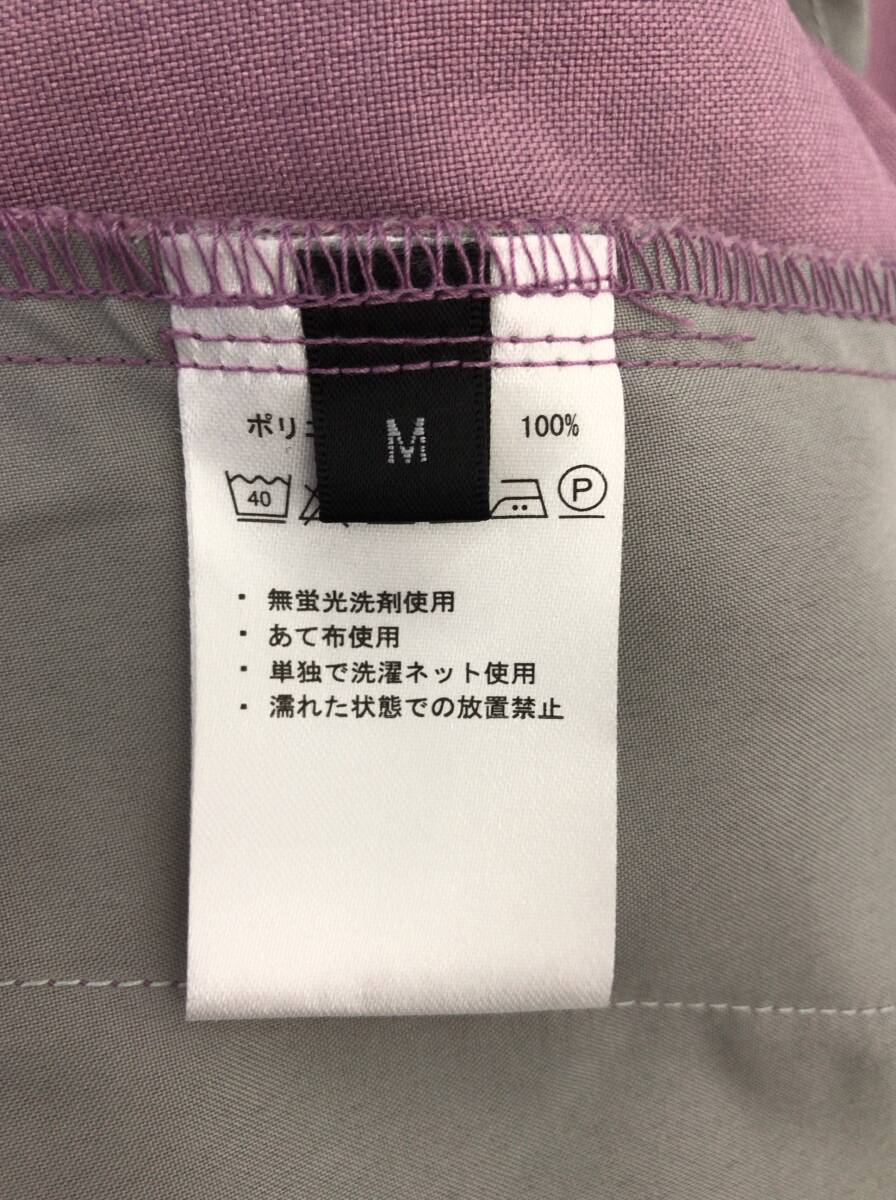 M
ポリ 100%
40 P
・無蛍光洗剤使用
・あて布使用
・単独で洗濯ネット使用
・濡れた状態での放置禁止